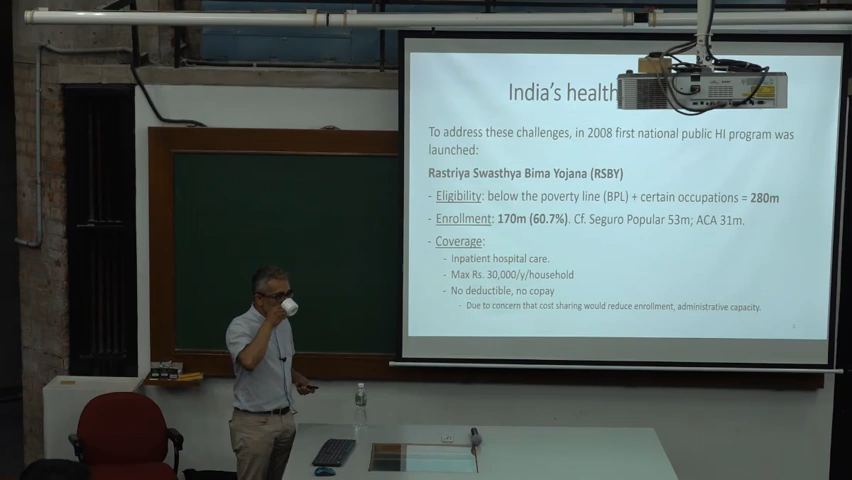 India's health
To address these challenges, in 2008 first national public HI program was
launched:
Rastriya Swasthya Bima Yojana (RSBY)
- Eligibility: below the poverty line (BPL) + certain occupations = 280m
- Enrollment: 170m (60.7%). Cf. Seguro Popular 53m; ACA 31m.
- Coverage:
- Inpatient hospital care.
- Max Rs. 30,000/y/household
- No deductible, no copay
- Due to concern that cost sharing would reduce enrollment, administrative capacity.